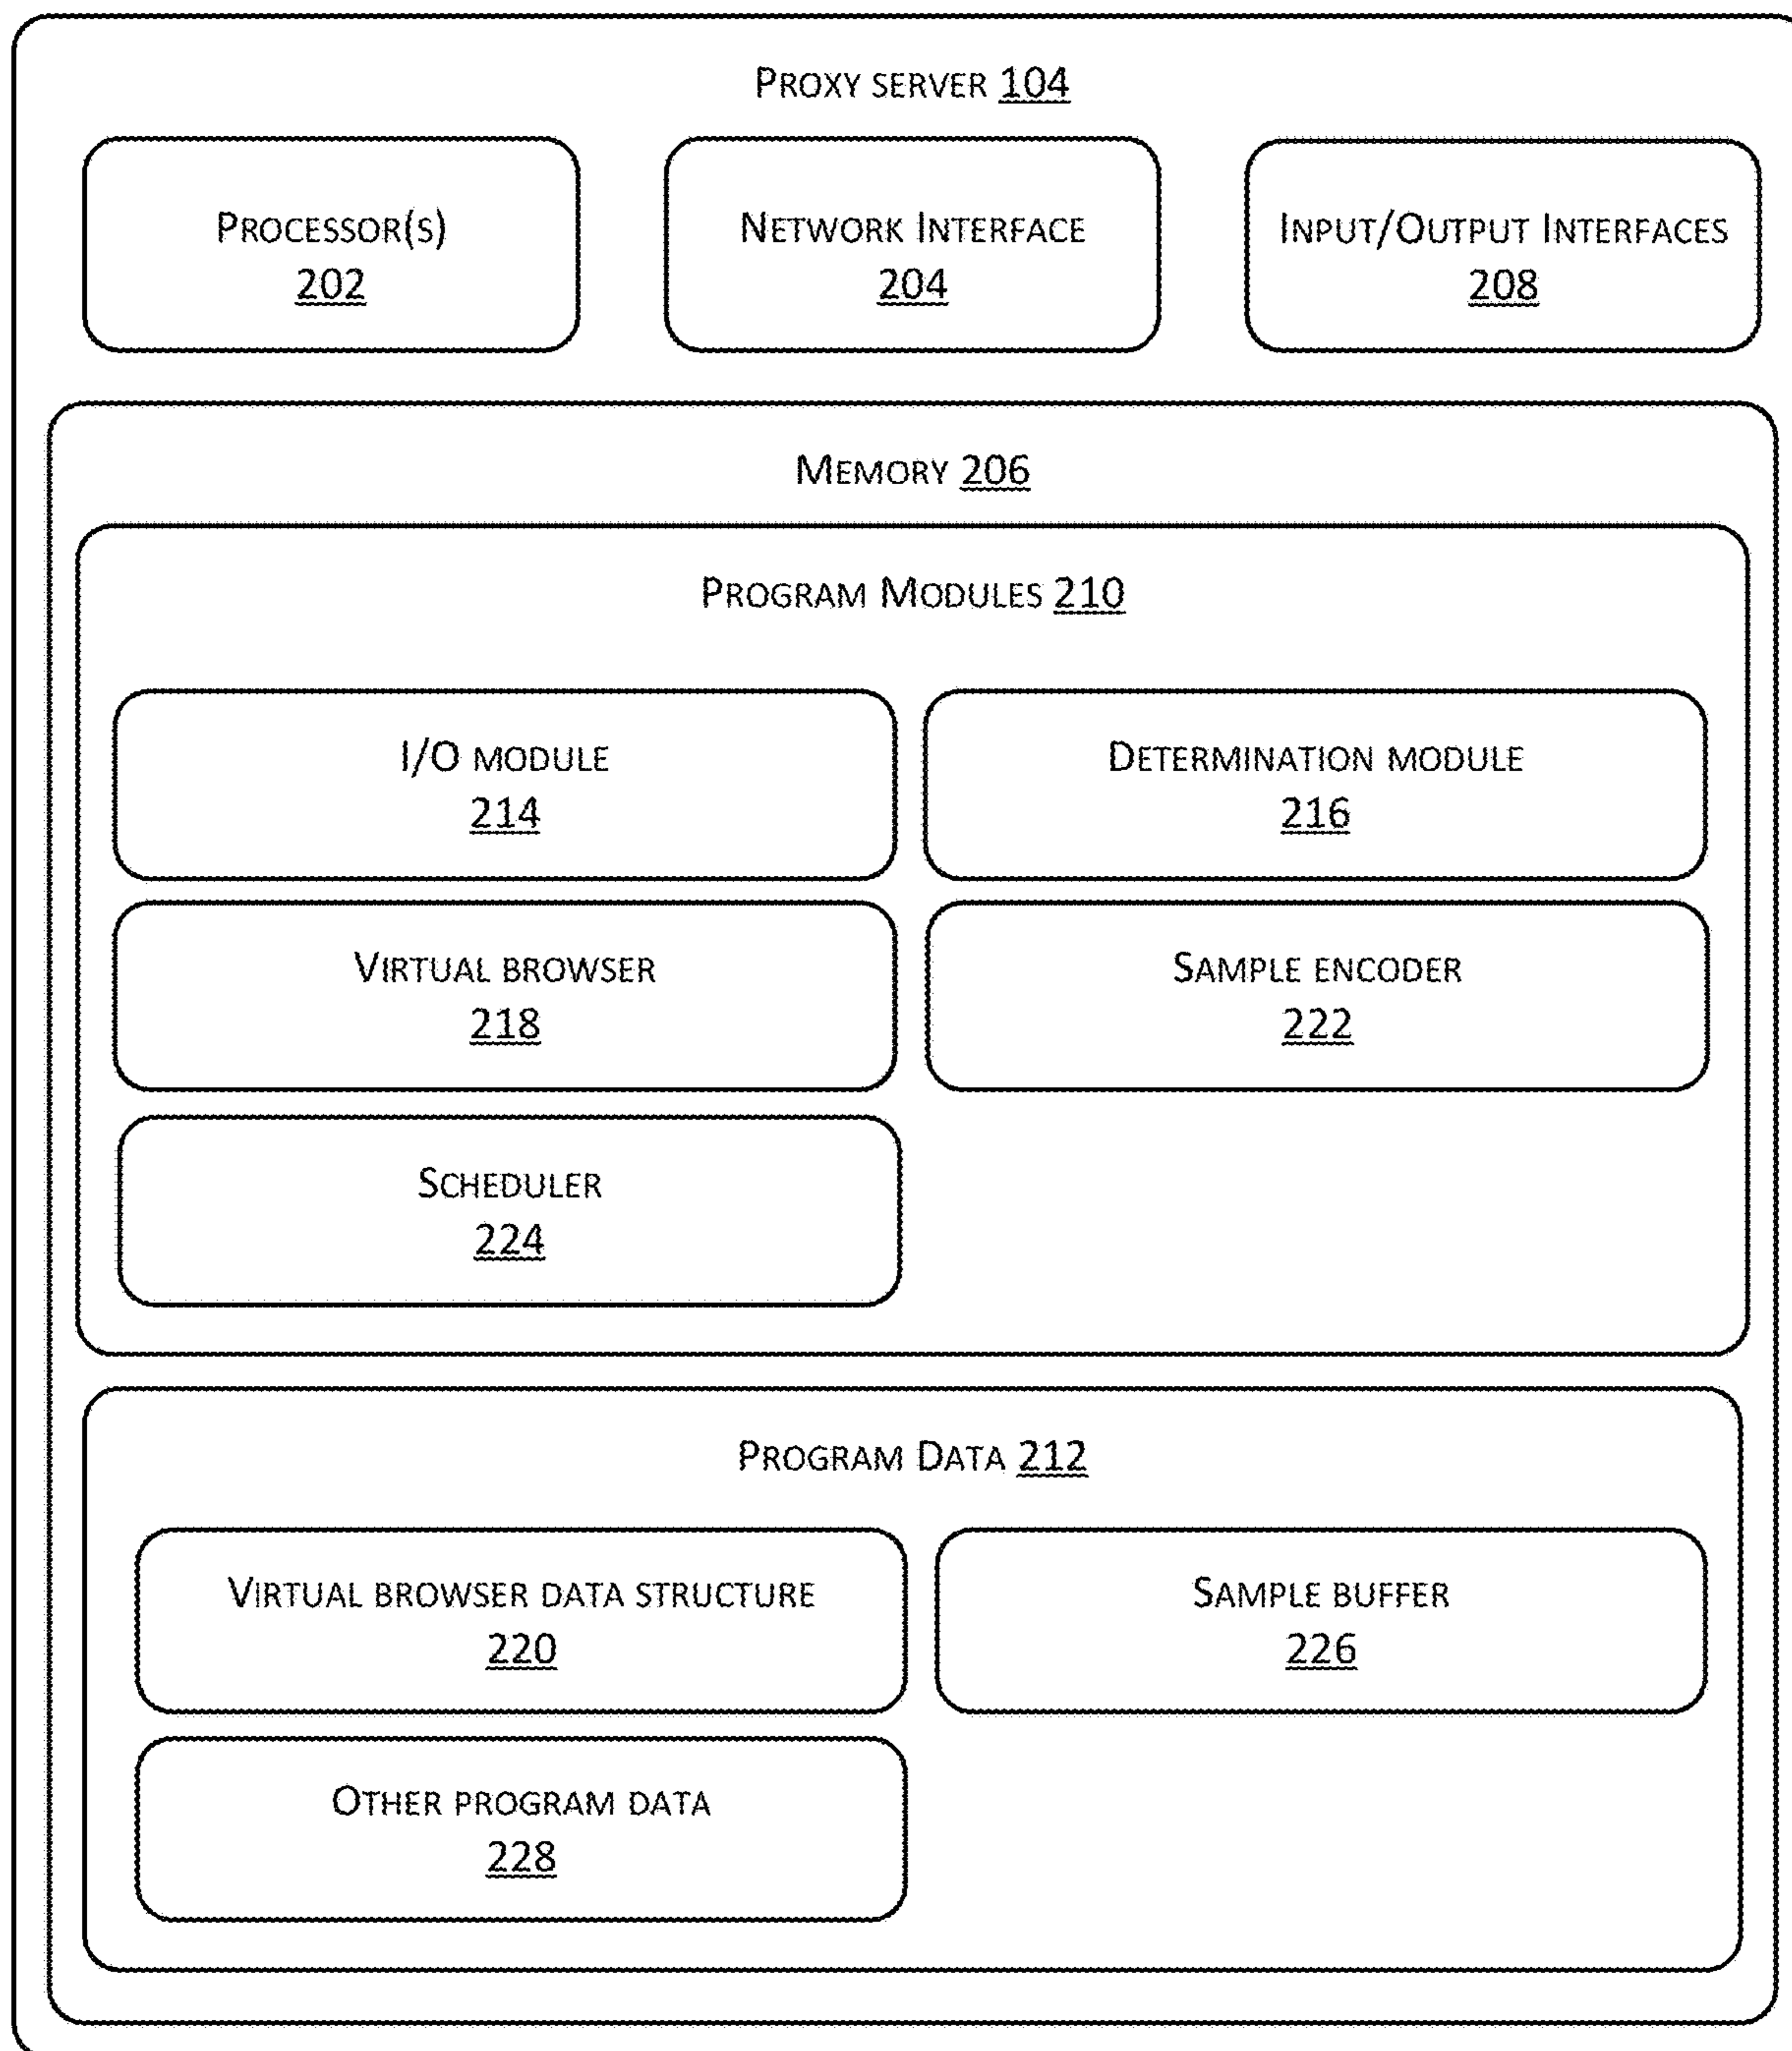 PROXY SERVER 104
PROCESSOR(S)
202
NETWORK INTERFACE
204
INPUT/OUTPUT INTERFACES
208
MEMORY 206
PROGRAM MODULES 210
I/O MODULE
214
DETERMINATION MODULE
216
VIRTUAL BROWSER
218
SAMPLE ENCODER
222
SCHEDULER
224
PROGRAM DATA 212
VIRTUAL BROWSER DATA STRUCTURE
220
SAMPLE BUFFER
226
OTHER PROGRAM DATA
228